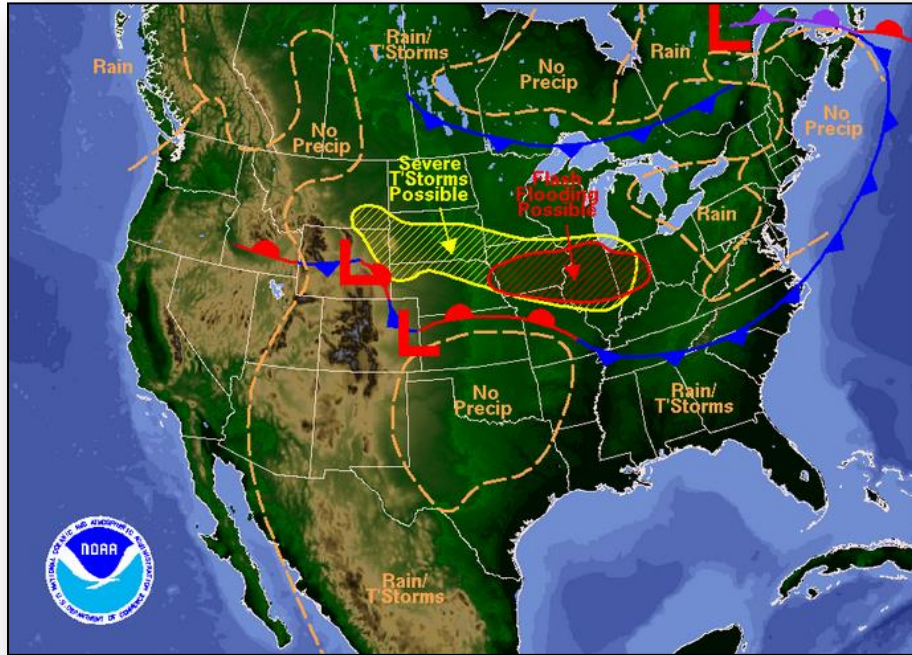 Rain/
T'Storms
Rain
L
Rain
No
Precip
No
Precip
No
Precip
Severe
T'Storms
Possible
Flash
Flooding
Possible
Rain
L
L
No
Precip
Rain/
T'Storms
Rain/
T'Storms
NATIONAL OCEANIC AND ATMOSPHERIC ADMINISTRATION
NOAA
U.S. DEPARTMENT OF COMMERCE